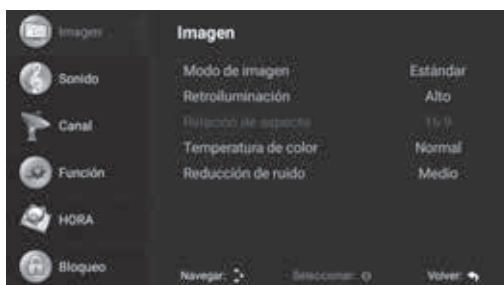 Imagen
Sonido
Canal
Función
HORA
Bloqueo
Imagen
Modo de imagen Estándar
Retroiluminación Alto
Relación de aspecto 16:9
Temperatura de color Normal
Reducción de ruido Medio
Navegar: Seleccionar: Volver: